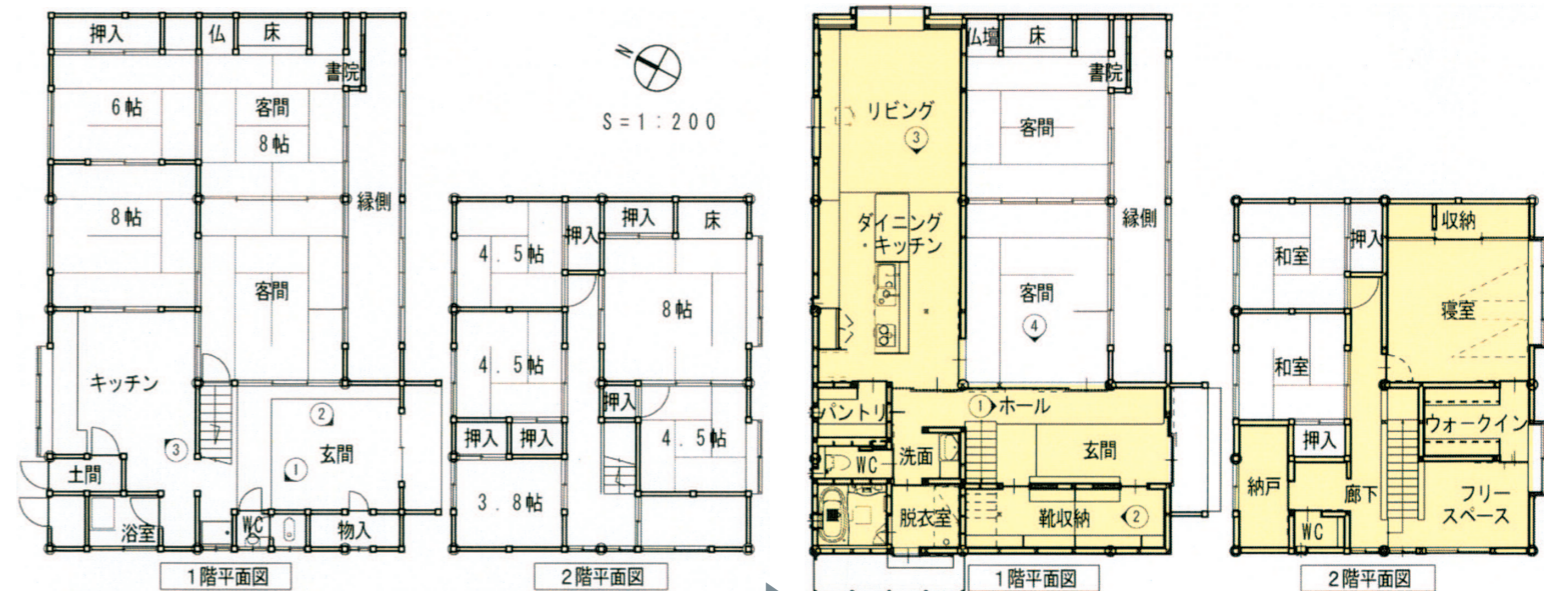 押入
仏
床
書院
6帖
客間
8帖
8帖
縁側
客間
キッチン
③
②
①
玄関
土間
浴室
WC
物入
1階平面図
N
S=1:200
押入
押入
床
4.5帖
8帖
4.5帖
押入
4.5帖
押入
押入
3.8帖
2階平面図
仏壇
床
書院
リビング
③
客間
ダイニング
・キッチン
縁側
客間
④
パントリ
①
ホール
WC
洗面
玄関
脱衣室
靴収納
②
1階平面図
収納
押入
和室
寝室
和室
ウォークイン
押入
納戸
廊下
フリー
スペース
WC
2階平面図